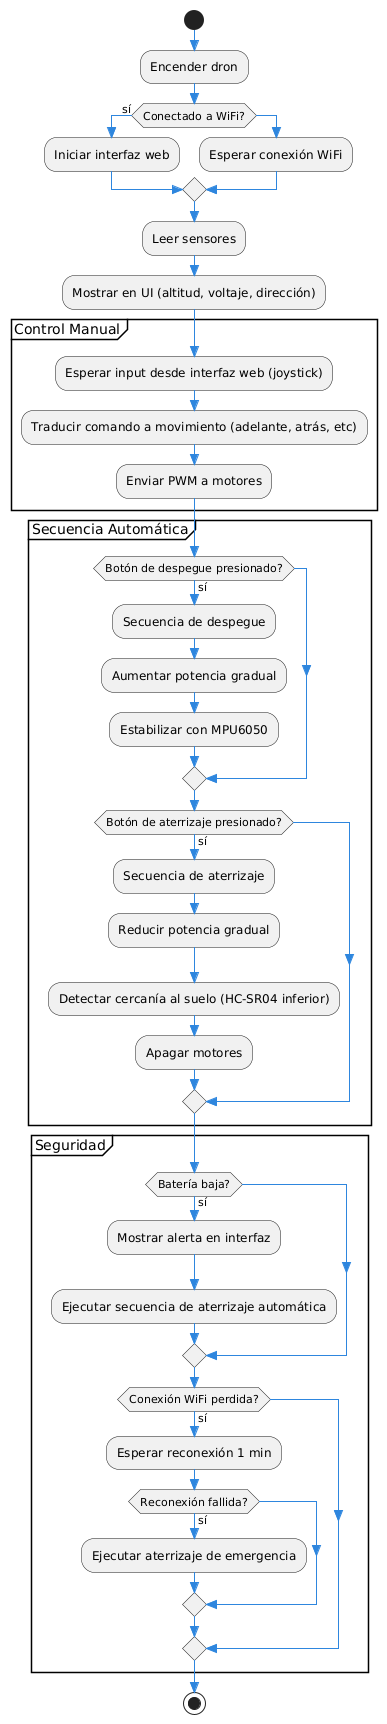 Encender dron
sí
Conectado a WiFi?
Iniciar interfaz web
Esperar conexión WiFi
Leer sensores
Mostrar en UI (altitud, voltaje, dirección)
Control Manual
Esperar input desde interfaz web (joystick)
Traducir comando a movimiento (adelante, atrás, etc)
Enviar PWM a motores
Secuencia Automática
Botón de despegue presionado?
sí
Secuencia de despegue
Aumentar potencia gradual
Estabilizar con MPU6050
Botón de aterrizaje presionado?
sí
Secuencia de aterrizaje
Reducir potencia gradual
Detectar cercanía al suelo (HC-SR04 inferior)
Apagar motores
Seguridad
Batería baja?
sí
Mostrar alerta en interfaz
Ejecutar secuencia de aterrizaje automática
Conexión WiFi perdida?
sí
Esperar reconexión 1 min
Reconexión fallida?
sí
Ejecutar aterrizaje de emergencia